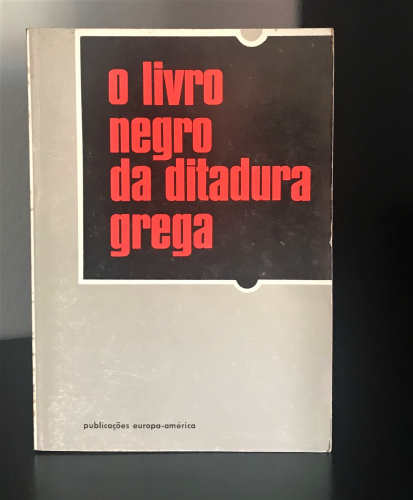 o livro
negro
da ditadura
grega
publicações europa-américa